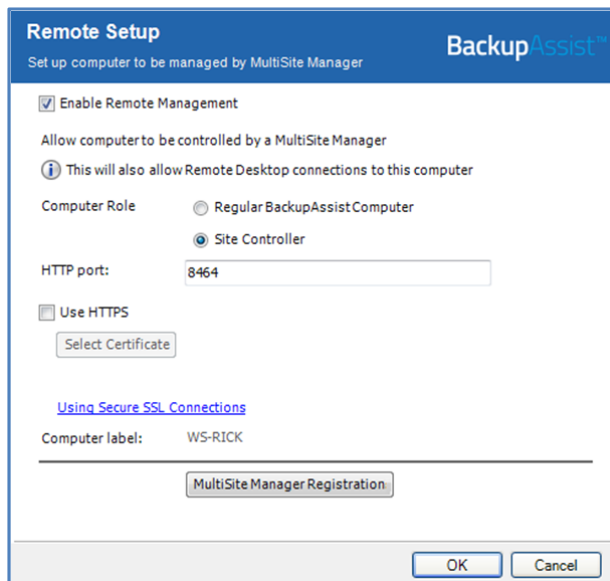 Remote Setup
Set up computer to be managed by MultiSite Manager
BackupAssist™
Enable Remote Management
Allow computer to be controlled by a MultiSite Manager
This will also allow Remote Desktop connections to this computer
Computer Role
Regular BackupAssist Computer
Site Controller
HTTP port:
8464
Use HTTPS
Select Certificate
Using Secure SSL Connections
Computer label:
WS-RICK
MultiSite Manager Registration
OK
Cancel